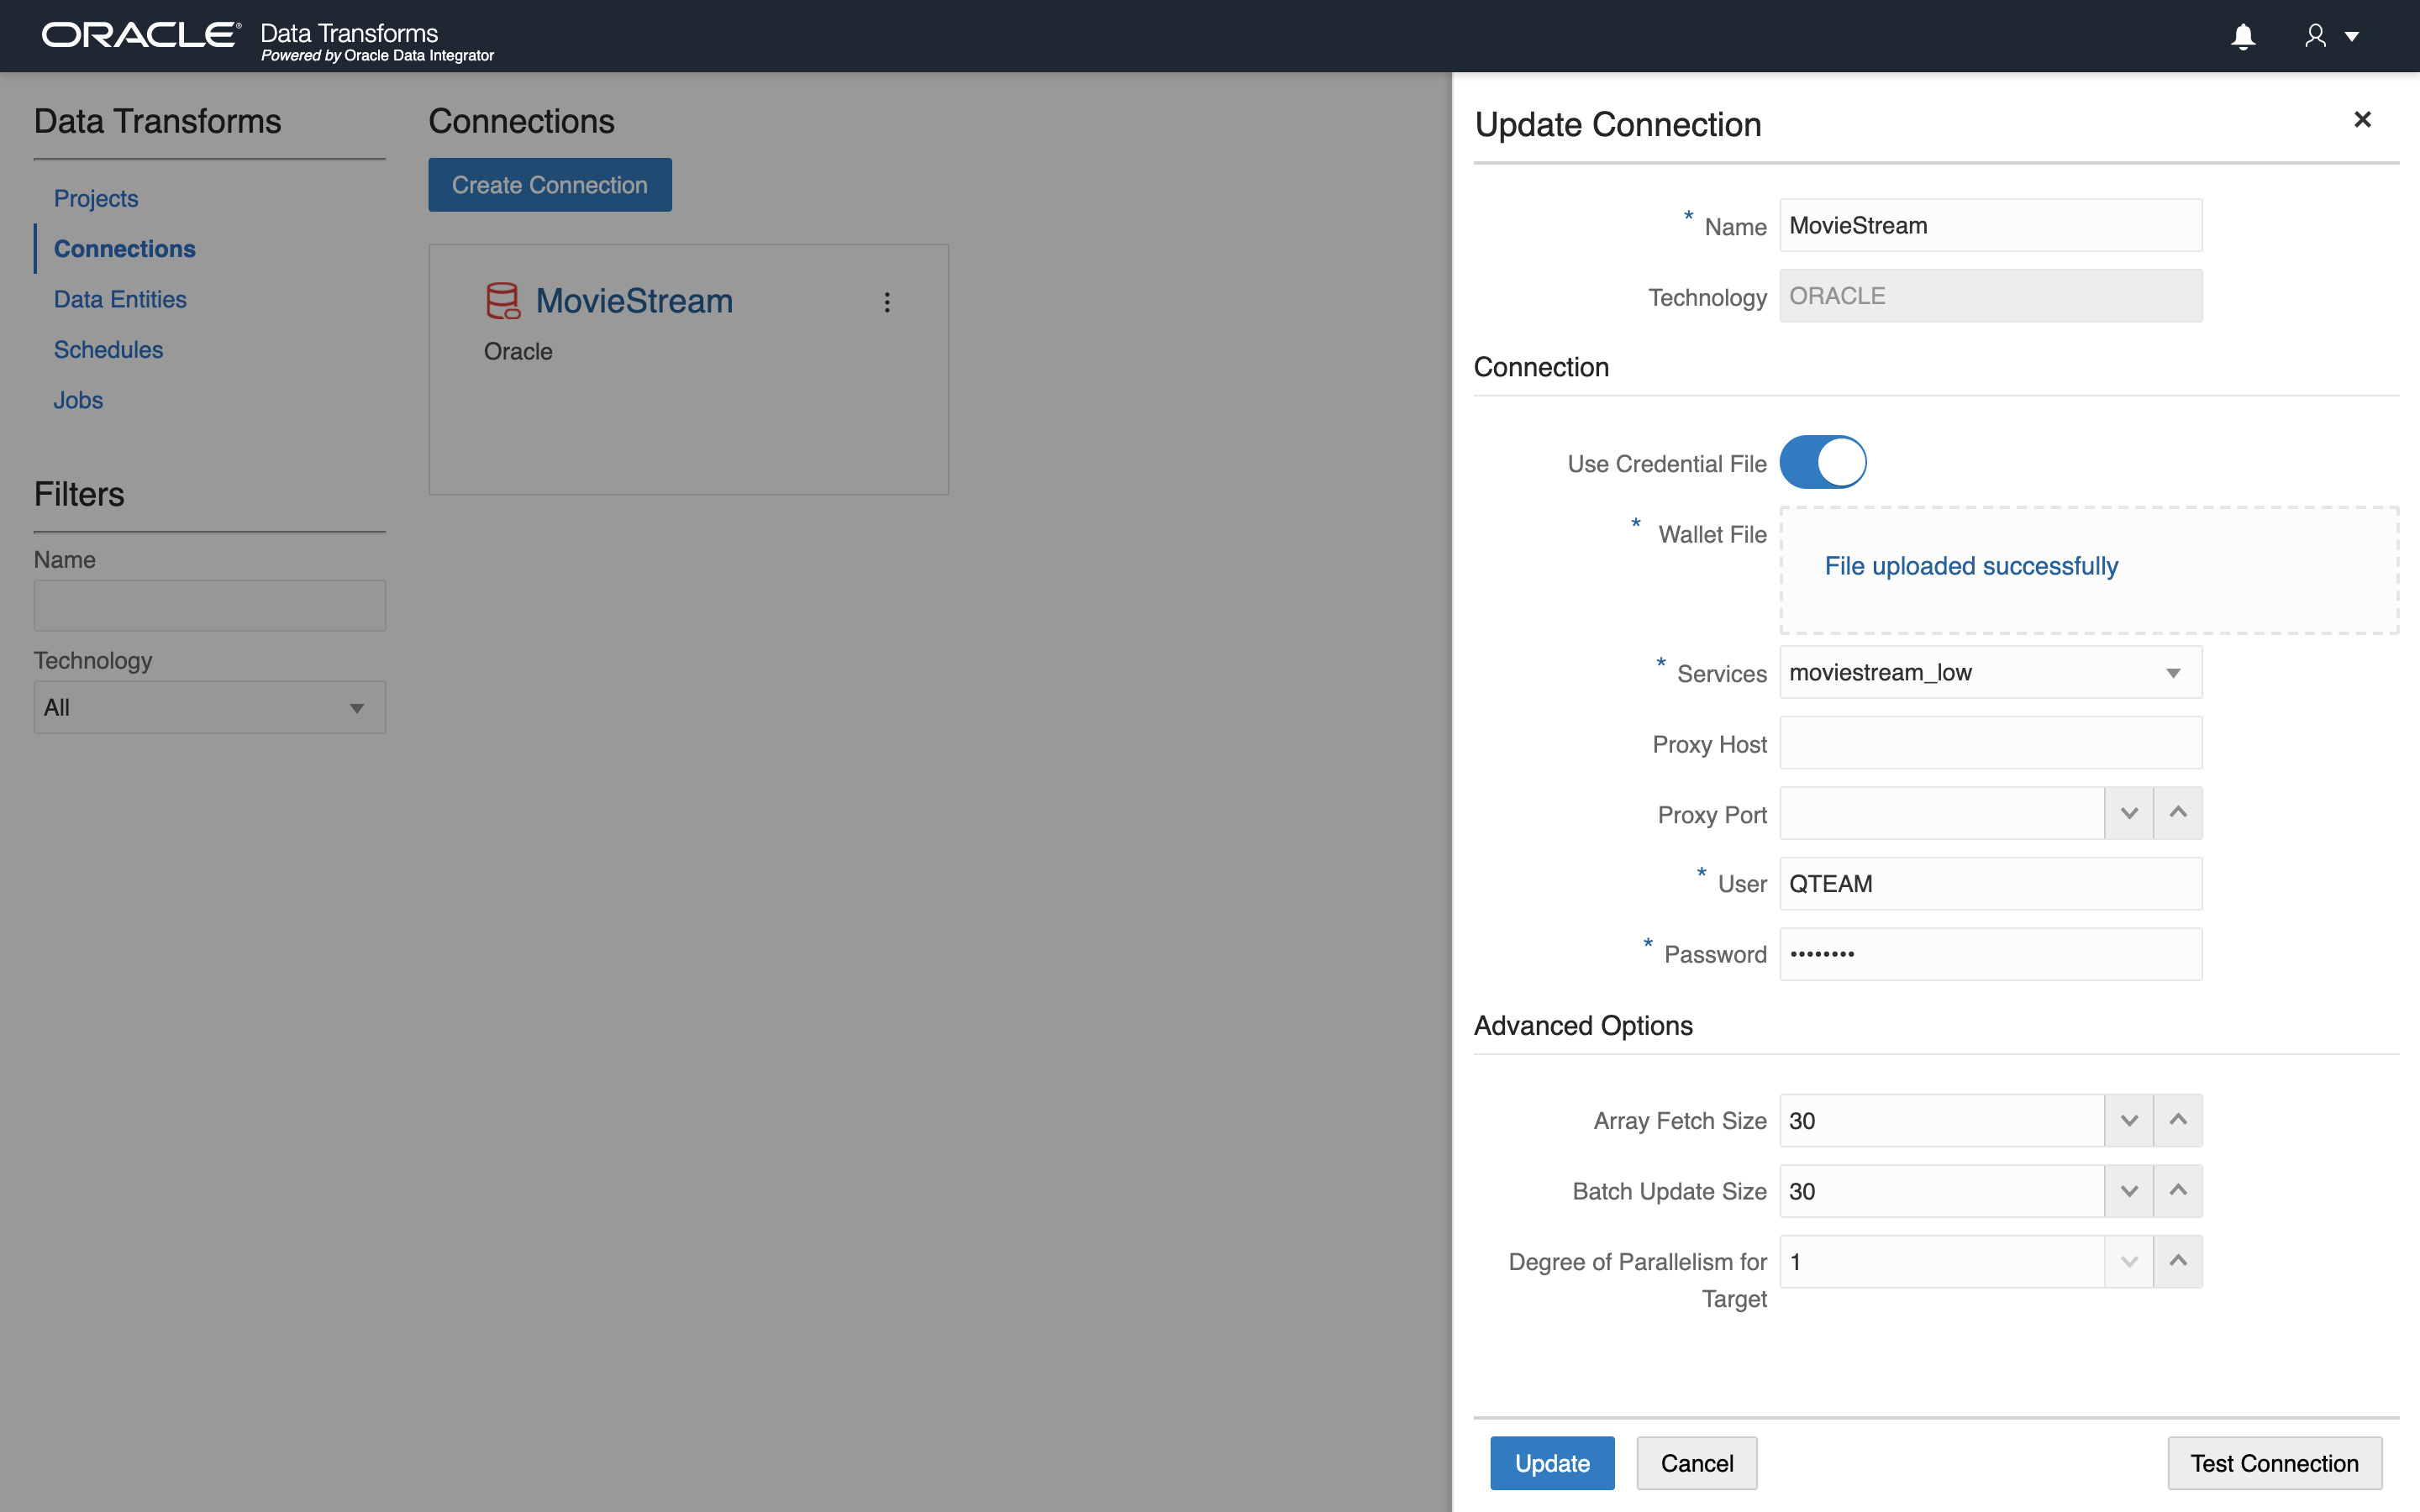 ORACLE
Data Transforms
Powered by Oracle Data Integrator
Data Transforms
Projects
Connections
Data Entities
Schedules
Jobs
Filters
Name
Technology
All
Connections
Create Connection
MovieStream
Oracle
Update Connection
* Name MovieStream
Technology ORACLE
Connection
Use Credential File
* Wallet File File uploaded successfully
* Services moviestream_low
Proxy Host
Proxy Port
* User QTEAM
* Password ••••••••
Advanced Options
Array Fetch Size 30
Batch Update Size 30
Degree of Parallelism for 1
Target
Update Cancel Test Connection